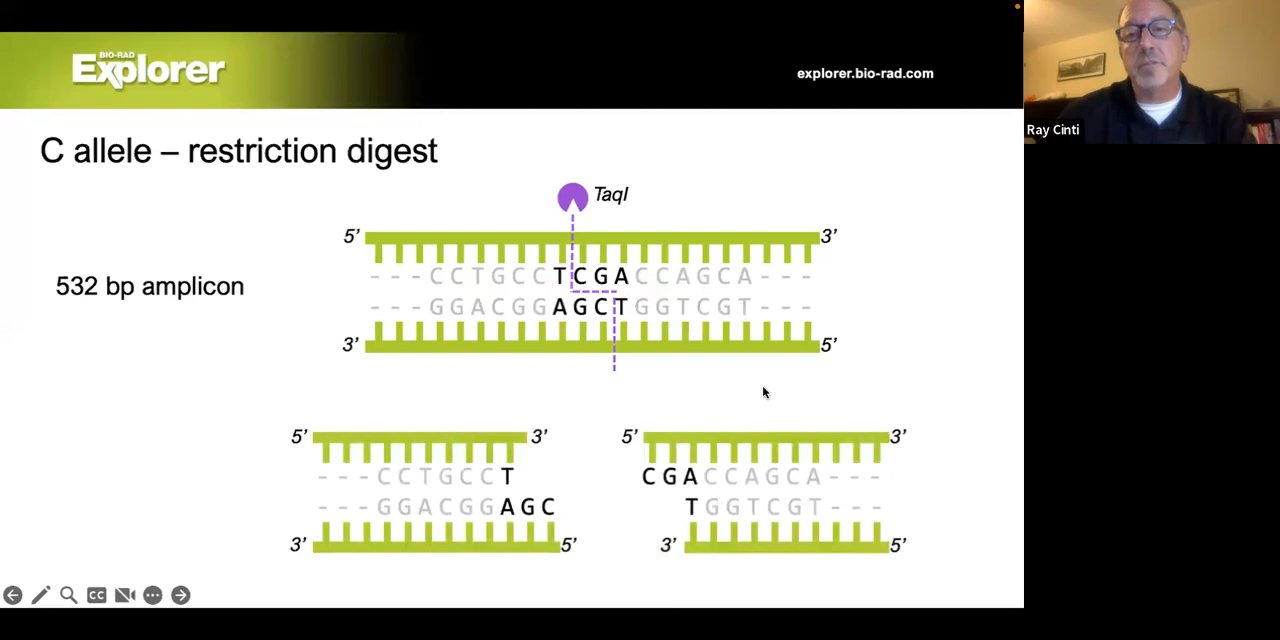 BIO-RAD
Explorer
explorer.bio-rad.com
Ray Cinti
C allele – restriction digest
TaqI
5’ 3’
532 bp amplicon
- - - C C T G C C T C G A C C A G C A - - -
- - - G G A C G G A G C T G G T C G T - - -
3’ 5’
5’ 3’
- - - C C T G C C T
- - - G G A C G G A G C
3’ 5’
5’ 3’
C G A C C A G C A - - -
T G G T C G T - - -
3’ 5’
CC